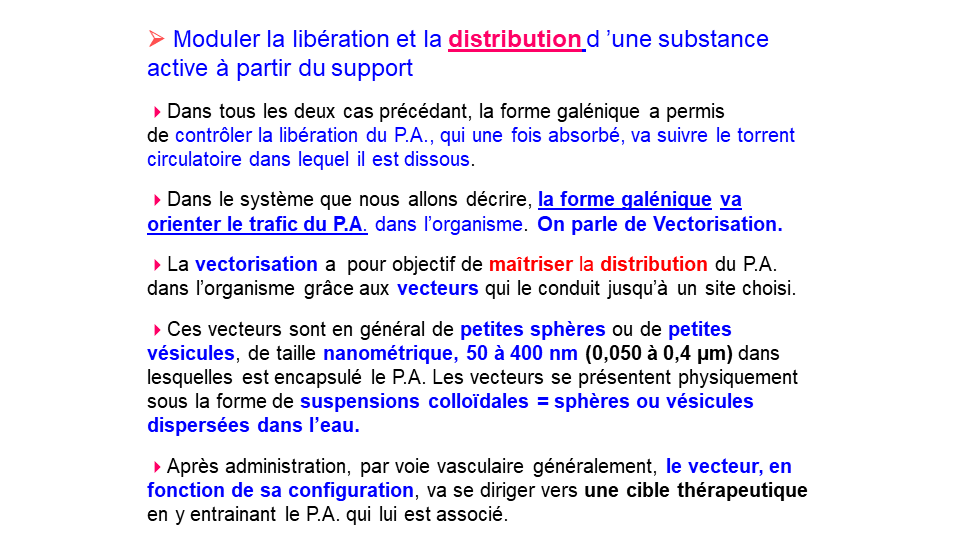 ➢ Moduler la libération et la distribution d ’une substance
active à partir du support
Dans tous les deux cas précédant, la forme galénique a permis
de contrôler la libération du P.A., qui une fois absorbé, va suivre le torrent
circulatoire dans lequel il est dissous.
Dans le système que nous allons décrire, la forme galénique va
orienter le trafic du P.A. dans l’organisme. On parle de Vectorisation.
La vectorisation a pour objectif de maîtriser la distribution du P.A.
dans l’organisme grâce aux vecteurs qui le conduit jusqu’à un site choisi.
Ces vecteurs sont en général de petites sphères ou de petites
vésicules, de taille nanométrique, 50 à 400 nm (0,050 à 0,4 µm) dans
lesquelles est encapsulé le P.A. Les vecteurs se présentent physiquement
sous la forme de suspensions colloïdales = sphères ou vésicules
dispersées dans l’eau.
Après administration, par voie vasculaire généralement, le vecteur, en
fonction de sa configuration, va se diriger vers une cible thérapeutique
en y entrainant le P.A. qui lui est associé.